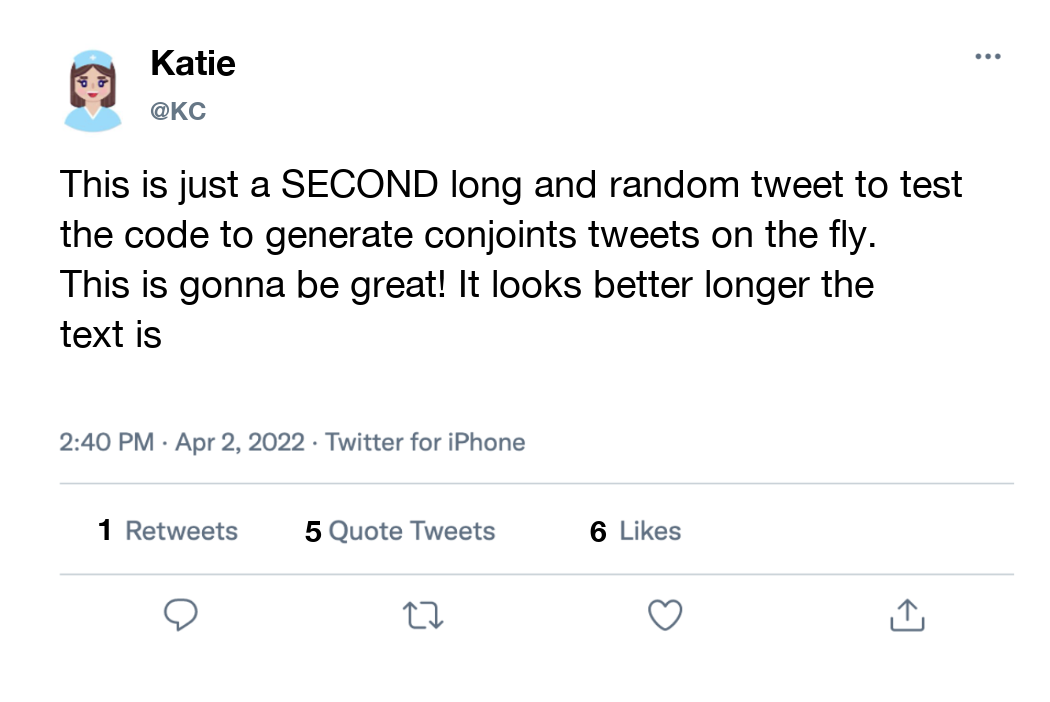 Katie
@KC
This is just a SECOND long and random tweet to test
the code to generate conjoints tweets on the fly.
This is gonna be great! It looks better longer the
text is
2:40 PM · Apr 2, 2022 · Twitter for iPhone
1 Retweets 5 Quote Tweets 6 Likes